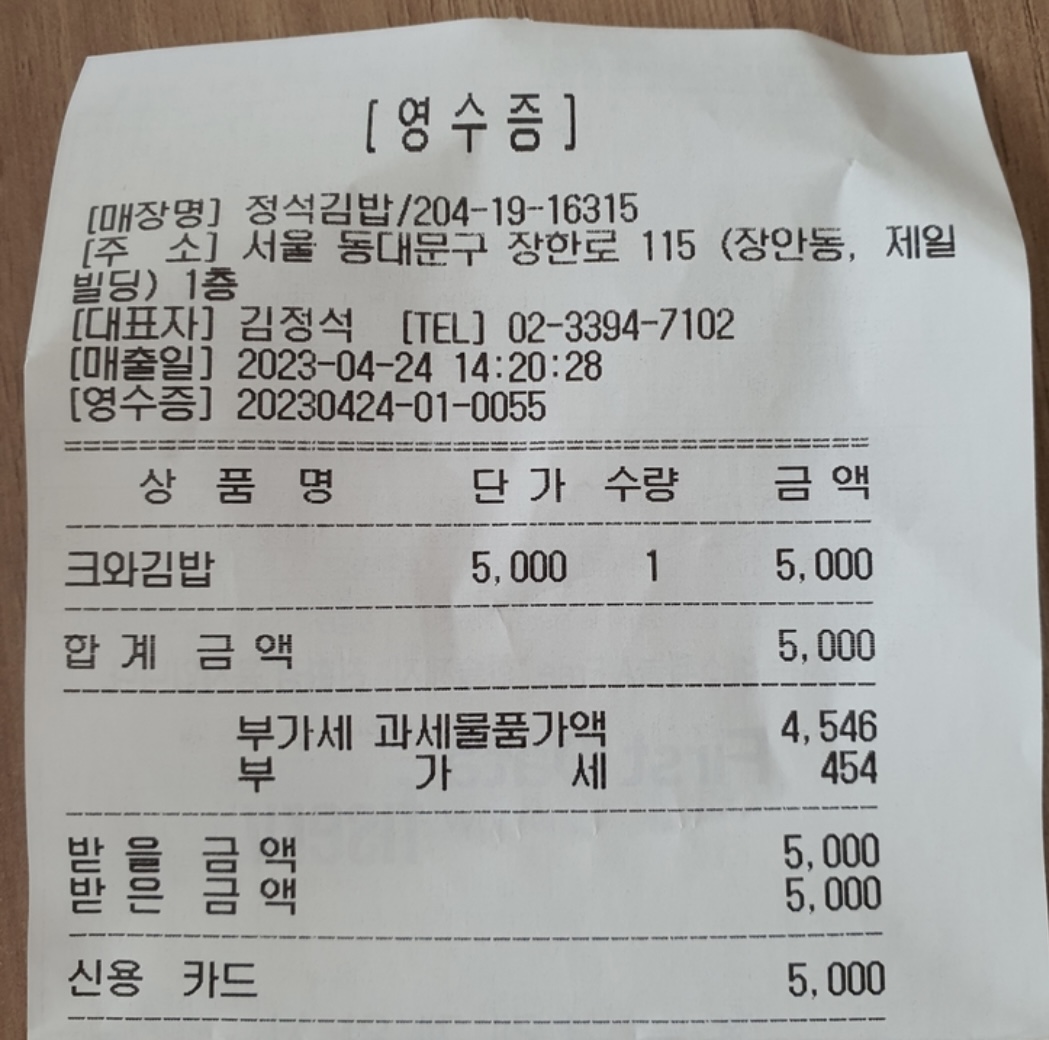 [영수증]
[매장명] 정석김밥/204-19-16315
[주 소] 서울 동대문구 장한로 115 (장안동, 제일
빌딩) 1층
[대표자] 김정석 [TEL] 02-3394-7102
[매출일] 2023-04-24 14:20:28
[영수증] 20230424-01-0055
상 품 명 단 가 수량 금 액
크와김밥 5,000 1 5,000
합 계 금 액 5,000
부가세 과세물품가액 4,546
부 가 세 454
받 을 금 액 5,000
받 은 금 액 5,000
신용 카드 5,000